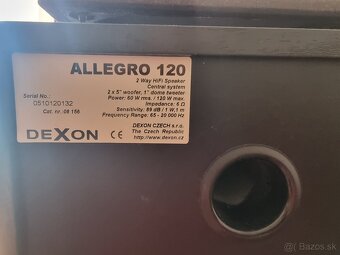 ALLEGRO 120
2 Way HiFi Speaker
Central system
2 x 5" woofer, 1" dome tweeter
Power: 60 W rms. / 120 W max.
Impedance: 6 Ω
Sensitivity: 89 dB / 1 W,1 m
Frequency Range: 65 - 20 000 Hz
Serial No.:
0510120132
Cat. nr. 08 156
DEXON CE
DEXON CZECH s.r.o.
The Czech Republic
www.dexon.cz
Bazos.sk